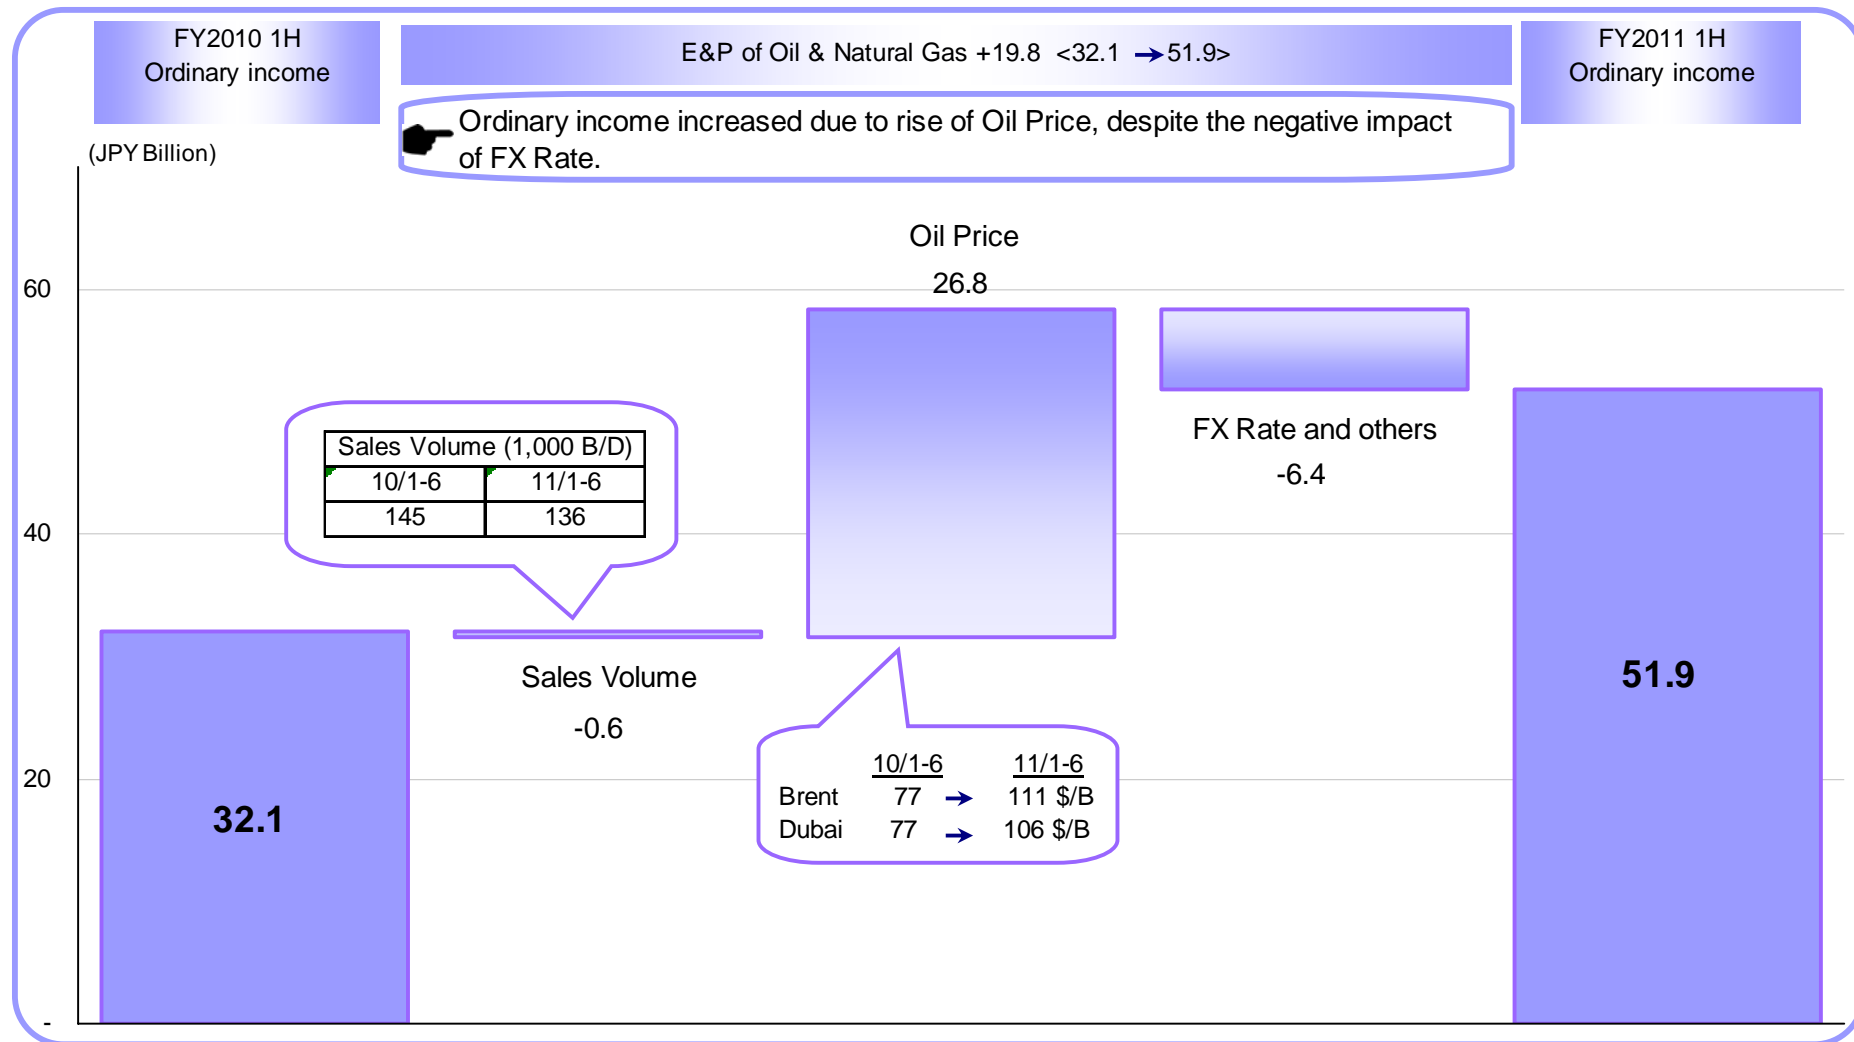 FY2010 1H
Ordinary income
E&P of Oil & Natural Gas +19.8 <32.1 →51.9>
FY2011 1H
Ordinary income
Ordinary income increased due to rise of Oil Price, despite the negative impact
of FX Rate.
(JPY Billion)
Oil Price
26.8
60
FX Rate and others
-6.4
Sales Volume (1,000 B/D)
10/1-6 11/1-6
145 136
40
Sales Volume
-0.6
51.9
10/1-6 11/1-6
Brent 77 → 111 $/B
Dubai 77 → 106 $/B
20
32.1
-